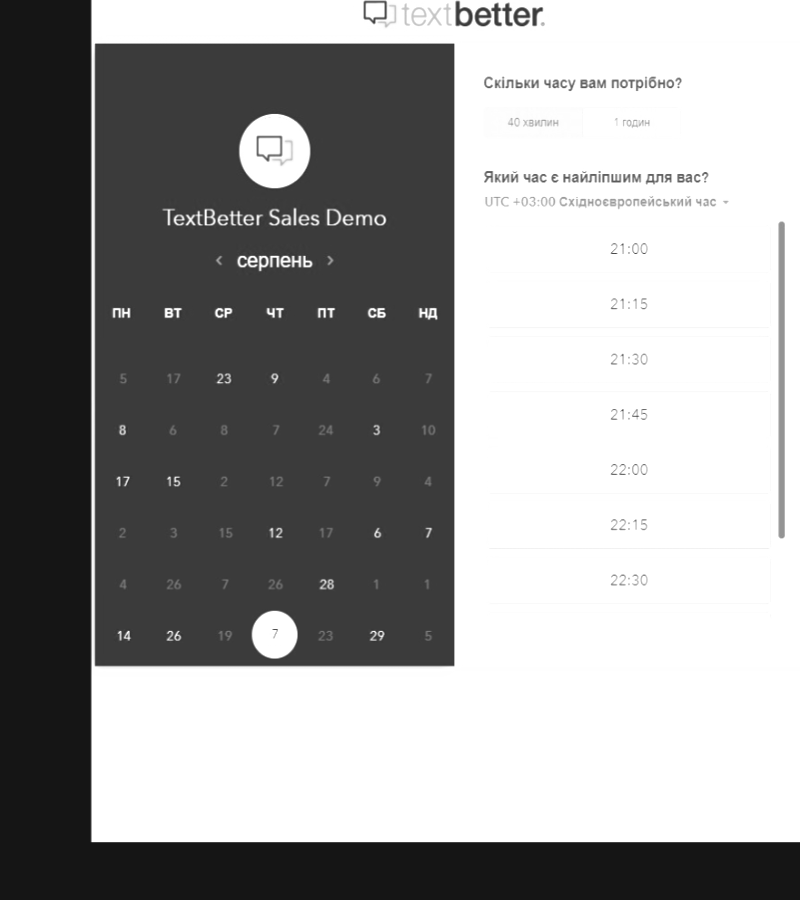 textbetter.
TextBetter Sales Demo
‹ серпень ›
ПН ВТ СР ЧТ ПТ СБ НД
5 17 23 9 4 6 7
8 6 8 7 24 3 10
17 15 2 12 7 9 4
2 3 15 12 17 6 7
4 26 7 26 28 1 1
14 26 19 7 23 29 5
Скільки часу вам потрібно?
40 хвилин 1 годин
Який час є найліпшим для вас?
UTC +03:00 Східноєвропейський час
21:00
21:15
21:30
21:45
22:00
22:15
22:30